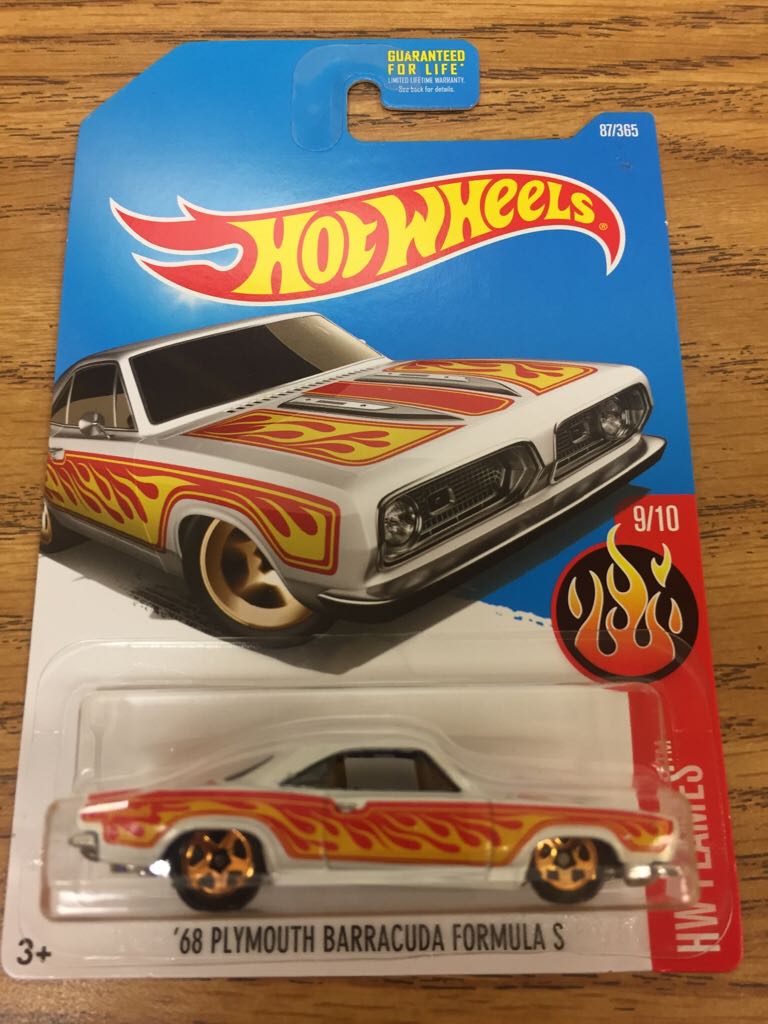 GUARANTEED
FOR LIFE*
LIMITED LIFETIME WARRANTY.
See back for details.
87/365
HOT WHEELS®
9/10
HW FLAMES™
'68 PLYMOUTH BARRACUDA FORMULA S
3+